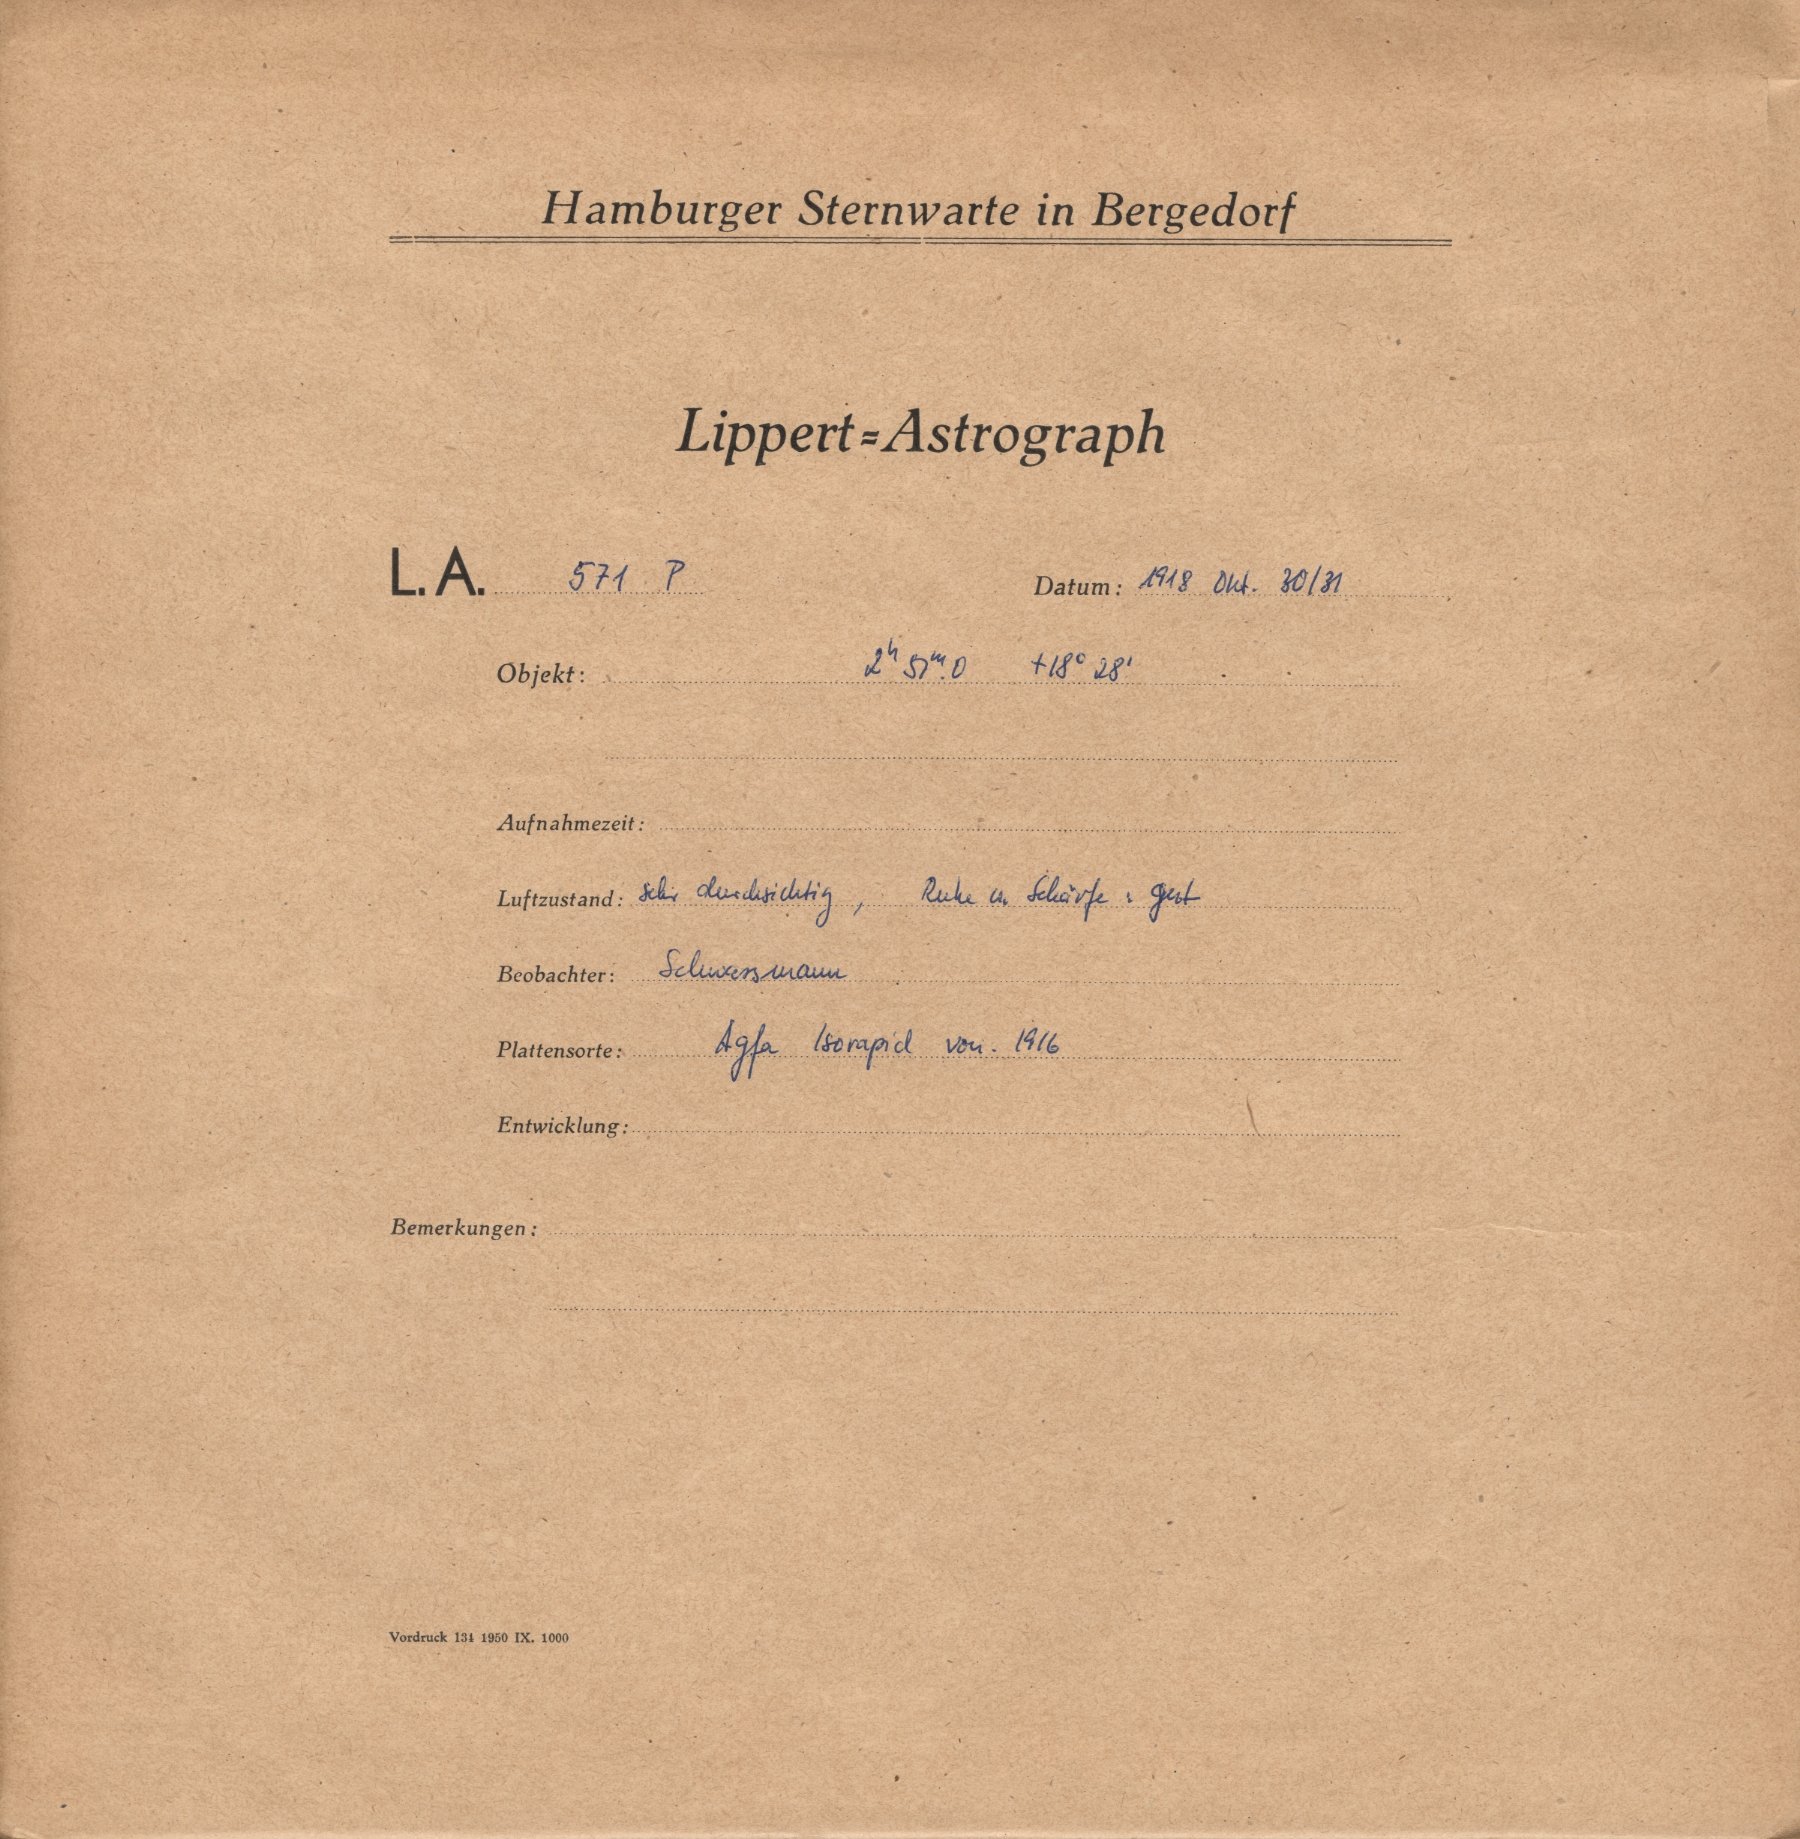 Hamburger Sternwarte in Bergedorf
Lippert=Astrograph
L. A. 571 P Datum: 1918 Okt. 30/31
Objekt: 2h 51m.0 +18° 28'
Aufnahmezeit:
Luftzustand: sehr durchsichtig, Ruhe u. Schärfe: gut
Beobachter: Schwassmann
Plattensorte: Agfa Isorapid von. 1916
Entwicklung:
Bemerkungen:
Vordruck 131 1950 IX. 1000